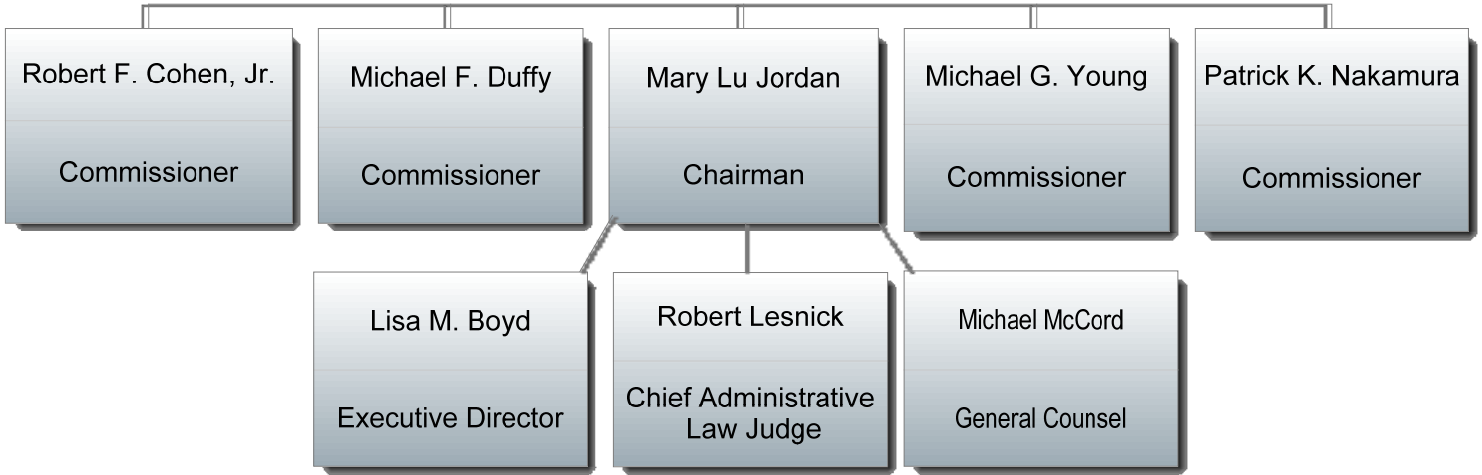 Robert F. Cohen, Jr.
Commissioner
Michael F. Duffy
Commissioner
Mary Lu Jordan
Chairman
Michael G. Young
Commissioner
Patrick K. Nakamura
Commissioner
Lisa M. Boyd
Executive Director
Robert Lesnick
Chief Administrative
Law Judge
Michael McCord
General Counsel